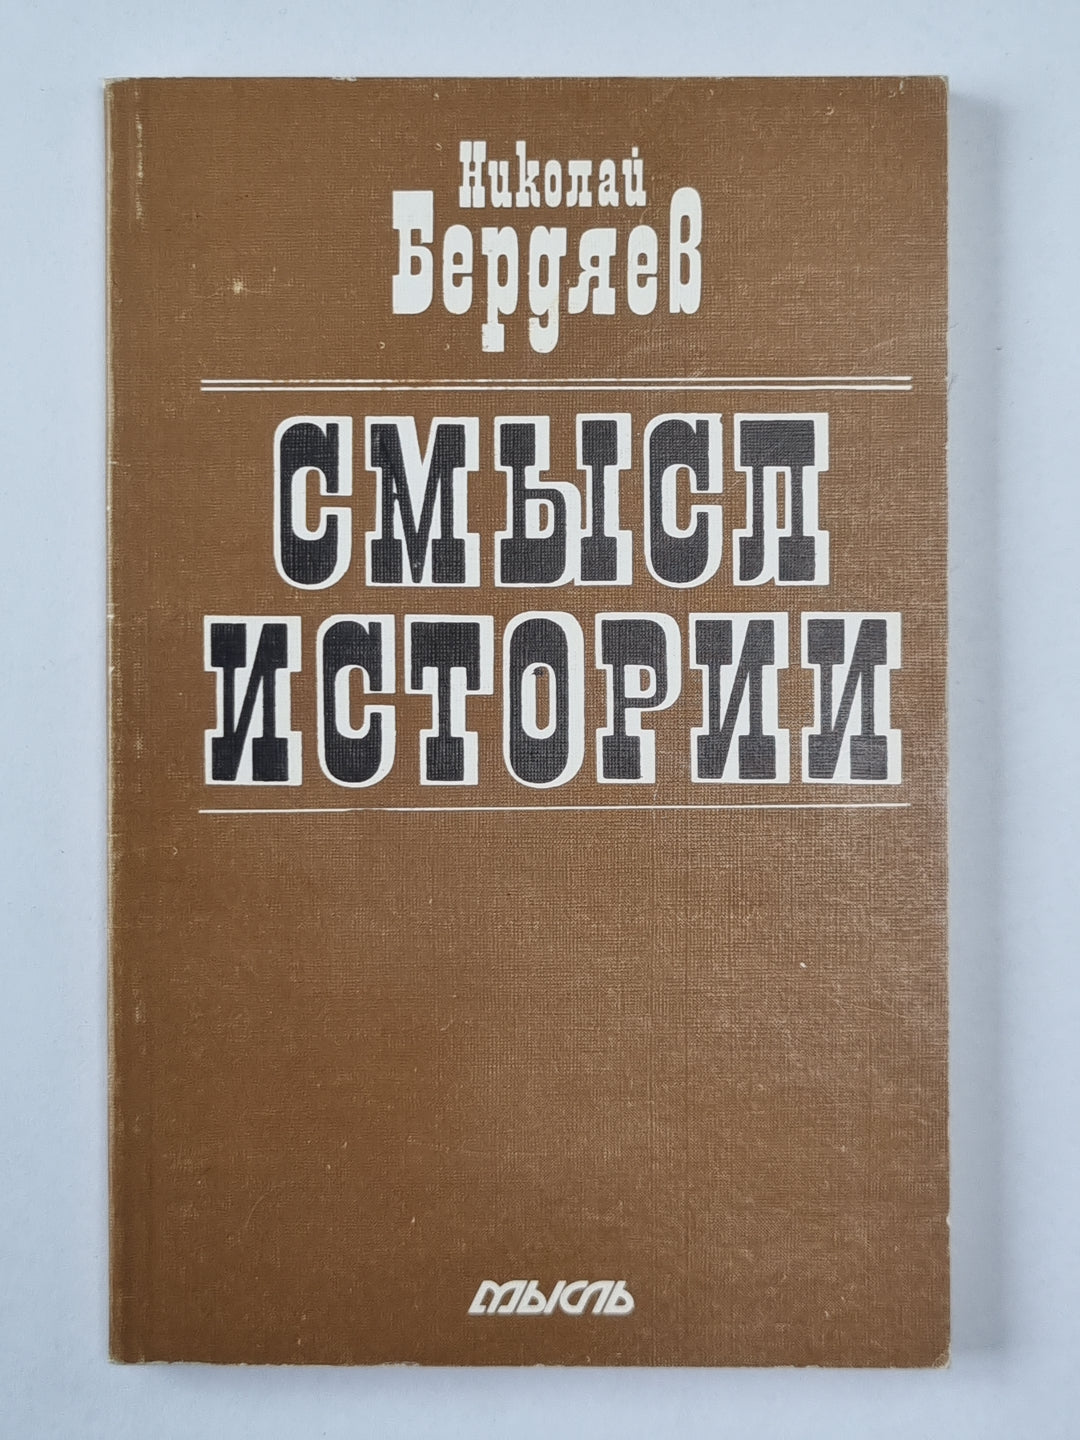 Николай
Бердяев
СМЫСЛ
ИСТОРИИ
мысль